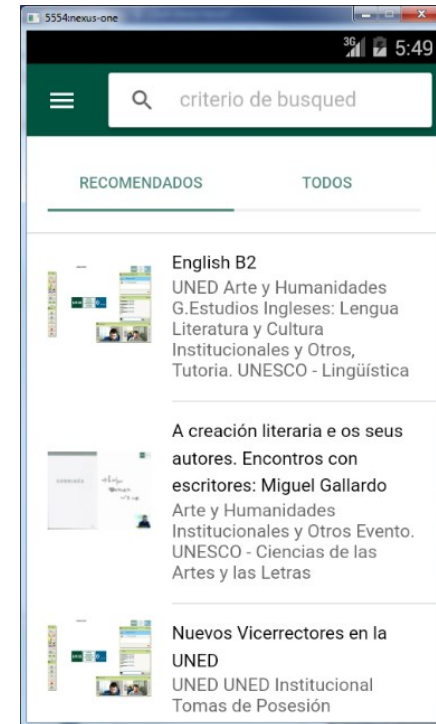 5554:nexus-one
3G 5:49
criterio de busqued
RECOMENDADOS TODOS
English B2
UNED Arte y Humanidades
G.Estudios Ingleses: Lengua
Literatura y Cultura
Institucionales y Otros,
Tutoria. UNESCO - Lingüística
A creación literaria e os seus
autores. Encontros con
escritores: Miguel Gallardo
Arte y Humanidades
Institucionales y Otros Evento.
UNESCO - Ciencias de las
Artes y las Letras
Nuevos Vicerrectores en la
UNED
UNED UNED Institucional
Tomas de Posesión